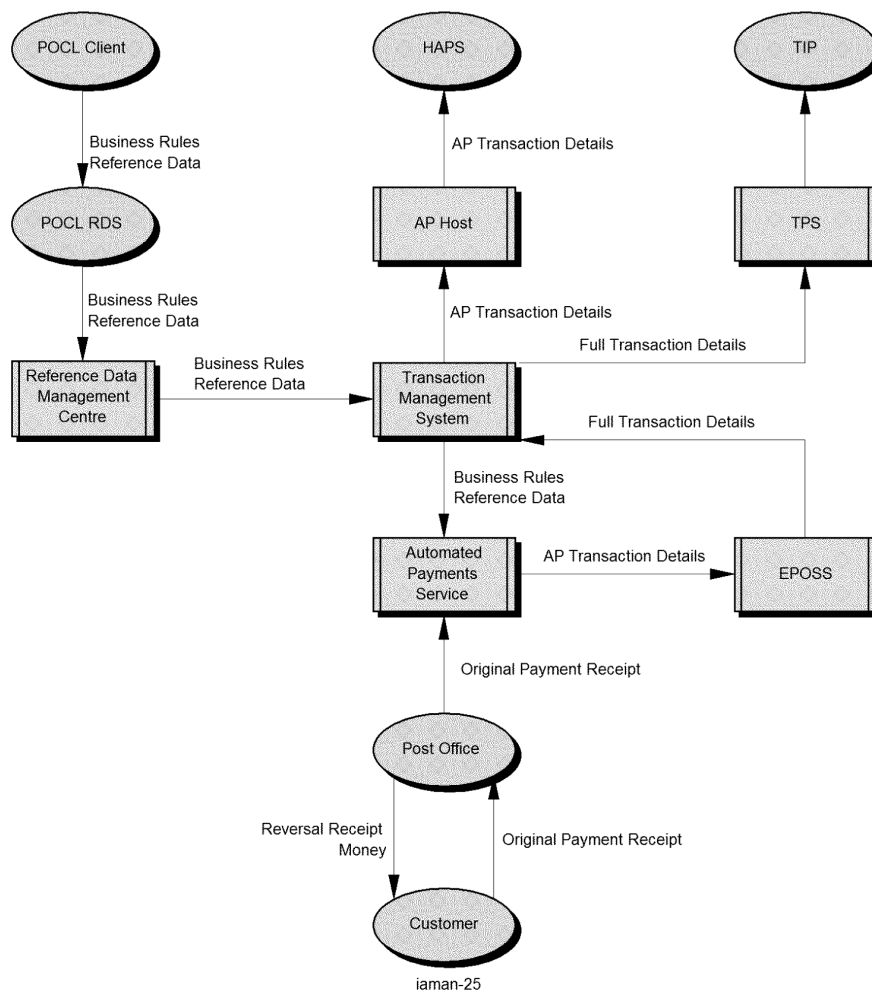 POCL Client
HAPS
TIP
Business Rules
Reference Data
AP Transaction Details
POCL RDS
AP Host
TPS
Business Rules
Reference Data
AP Transaction Details
Full Transaction Details
Reference Data
Management
Centre
Business Rules
Reference Data
Transaction
Management
System
Full Transaction Details
Business Rules
Reference Data
Automated
Payments
Service
AP Transaction Details
EPOSS
Original Payment Receipt
Post Office
Reversal Receipt
Money
Original Payment Receipt
Customer
iaman-25